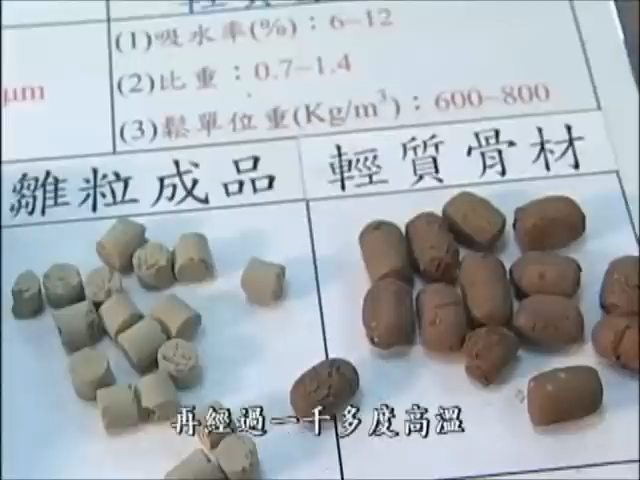 (1)吸水率(%)：6~12
μm
(2)比重：0.7~1.4
(3)鬆單位重(Kg/m³)：600~800
雛粒成品
輕質骨材
再經過一千多度高溫